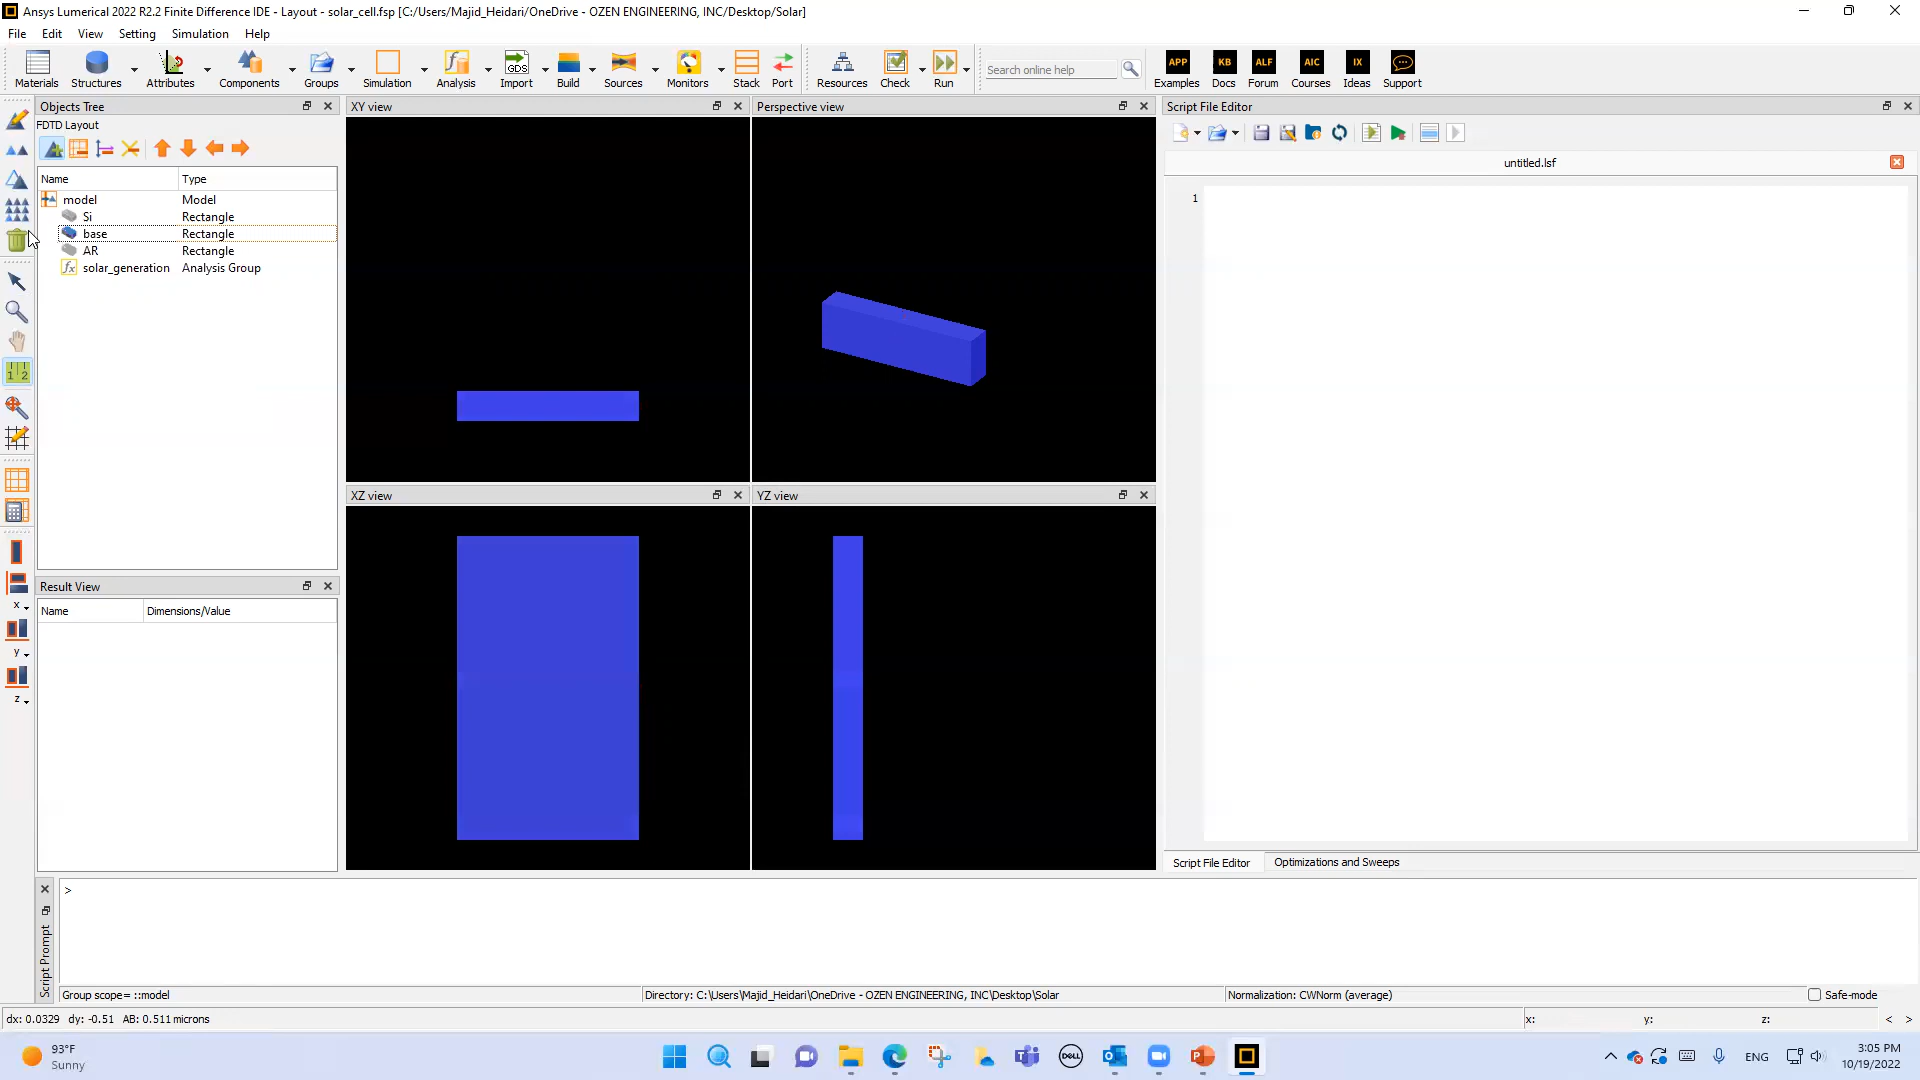 Ansys Lumerical 2022 R2.2 Finite Difference IDE - Layout - solar_cell.fsp [C:/Users/Majid_Heidari/OneDrive - OZEN ENGINEERING, INC/Desktop/Solar]
File Edit View Setting Simulation Help
GDS APP KB ALF AIC IX
Materials Structures Attributes Components Groups Simulation Analysis Import Build Sources Monitors Stack Port Resources Check Run Search online help Examples Docs Forum Courses Ideas Support
Objects Tree XY view Perspective view Script File Editor
FDTD Layout
untitled.lsf
Name Type
model Model
Si Rectangle
base Rectangle
AR Rectangle
solar_generation Analysis Group
1
1 2
XZ view YZ view
Result View
Name Dimensions/Value
x
y
z
Script File Editor Optimizations and Sweeps
>
Script Prompt
Group scope= ::model Directory: C:\Users\Majid_Heidari\OneDrive - OZEN ENGINEERING, INC\Desktop\Solar Normalization: CWNorm (average) Safe-mode
dx: 0.0329 dy: -0.51 AB: 0.511 microns x: y: z: < >
93°F
Sunny
DELL
ENG
3:05 PM
10/19/2022